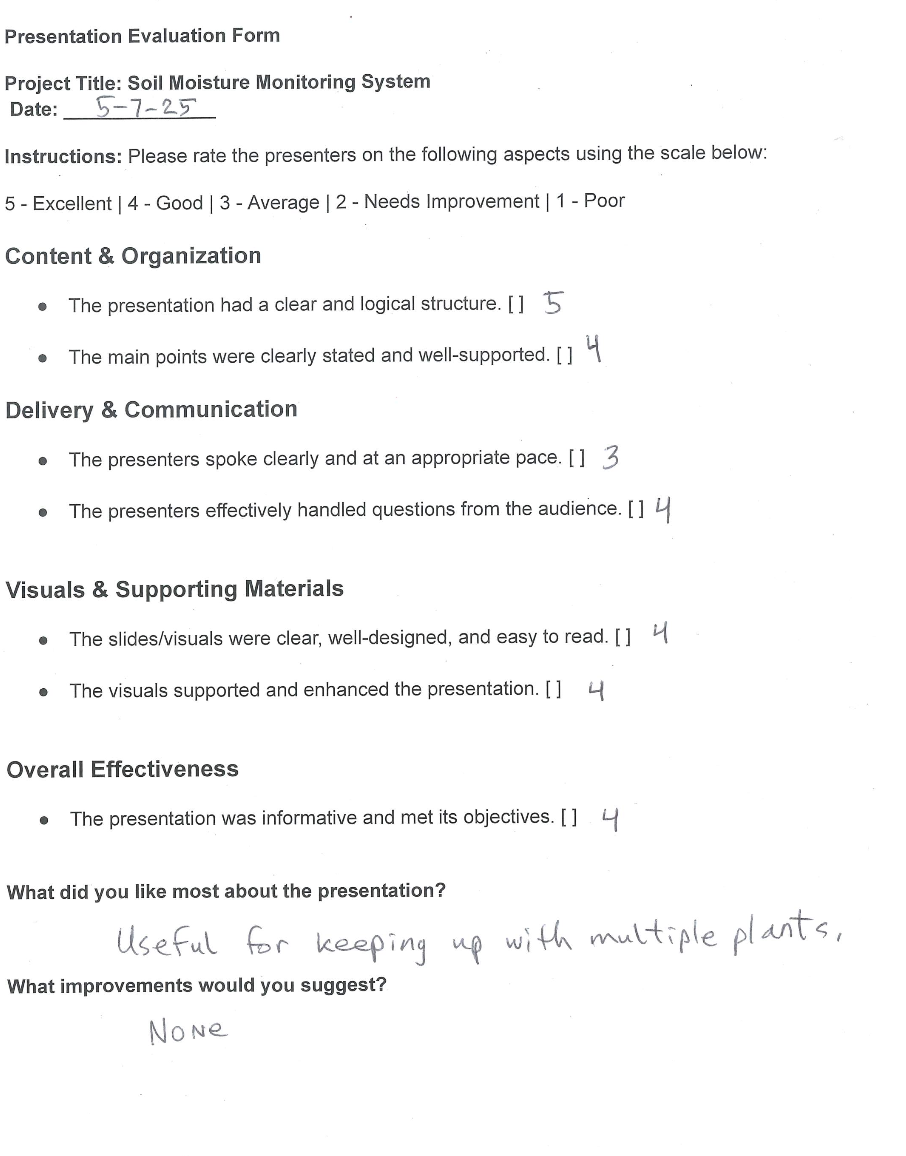 Presentation Evaluation Form
Project Title: Soil Moisture Monitoring System
Date: 5-7-25
Instructions: Please rate the presenters on the following aspects using the scale below:
5 - Excellent | 4 - Good | 3 - Average | 2 - Needs Improvement | 1 - Poor
Content & Organization
● The presentation had a clear and logical structure. [ ] 5
● The main points were clearly stated and well-supported. [ ] 4
Delivery & Communication
● The presenters spoke clearly and at an appropriate pace. [ ] 3
● The presenters effectively handled questions from the audience. [ ] 4
Visuals & Supporting Materials
● The slides/visuals were clear, well-designed, and easy to read. [ ] 4
● The visuals supported and enhanced the presentation. [ ] 4
Overall Effectiveness
● The presentation was informative and met its objectives. [ ] 4
What did you like most about the presentation?
Useful for keeping up with multiple plants.
What improvements would you suggest?
None